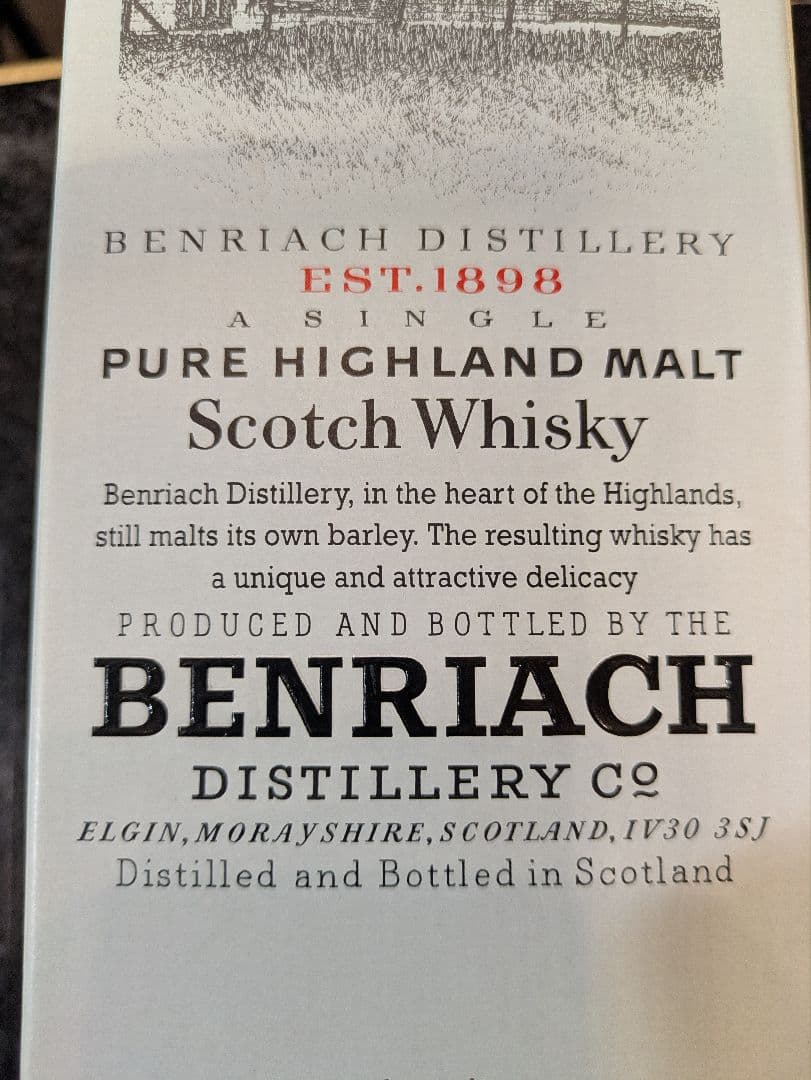 BENRIACH DISTILLERY
EST.1898
A SINGLE
PURE HIGHLAND MALT
Scotch Whisky
Benriach Distillery, in the heart of the Highlands,
still malts its own barley. The resulting whisky has
a unique and attractive delicacy
PRODUCED AND BOTTLED BY THE
BENRIACH
DISTILLERY Cº
ELGIN, MORAYSHIRE, SCOTLAND, IV30 3SJ
Distilled and Bottled in Scotland